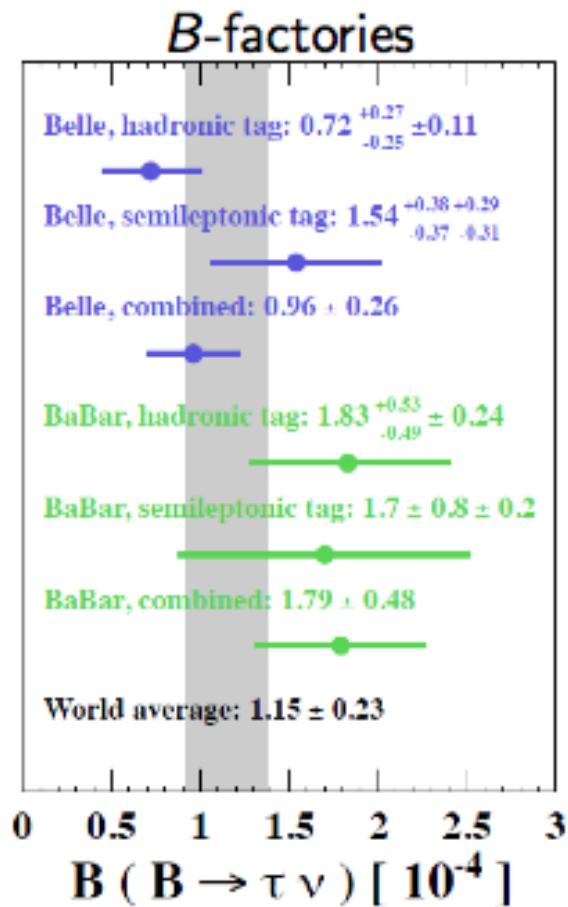 B-factories
Belle, hadronic tag: 0.72 +0.27 -0.25 ±0.11
Belle, semileptonic tag: 1.54 +0.38 +0.29 -0.37 -0.31
Belle, combined: 0.96 ± 0.26
BaBar, hadronic tag: 1.83 +0.53 -0.49 ± 0.24
BaBar, semileptonic tag: 1.7 ± 0.8 ± 0.2
BaBar, combined: 1.79 ± 0.48
World average: 1.15 ± 0.23
0 0.5 1 1.5 2 2.5 3
B ( B → τ ν ) [ 10⁻⁴ ]